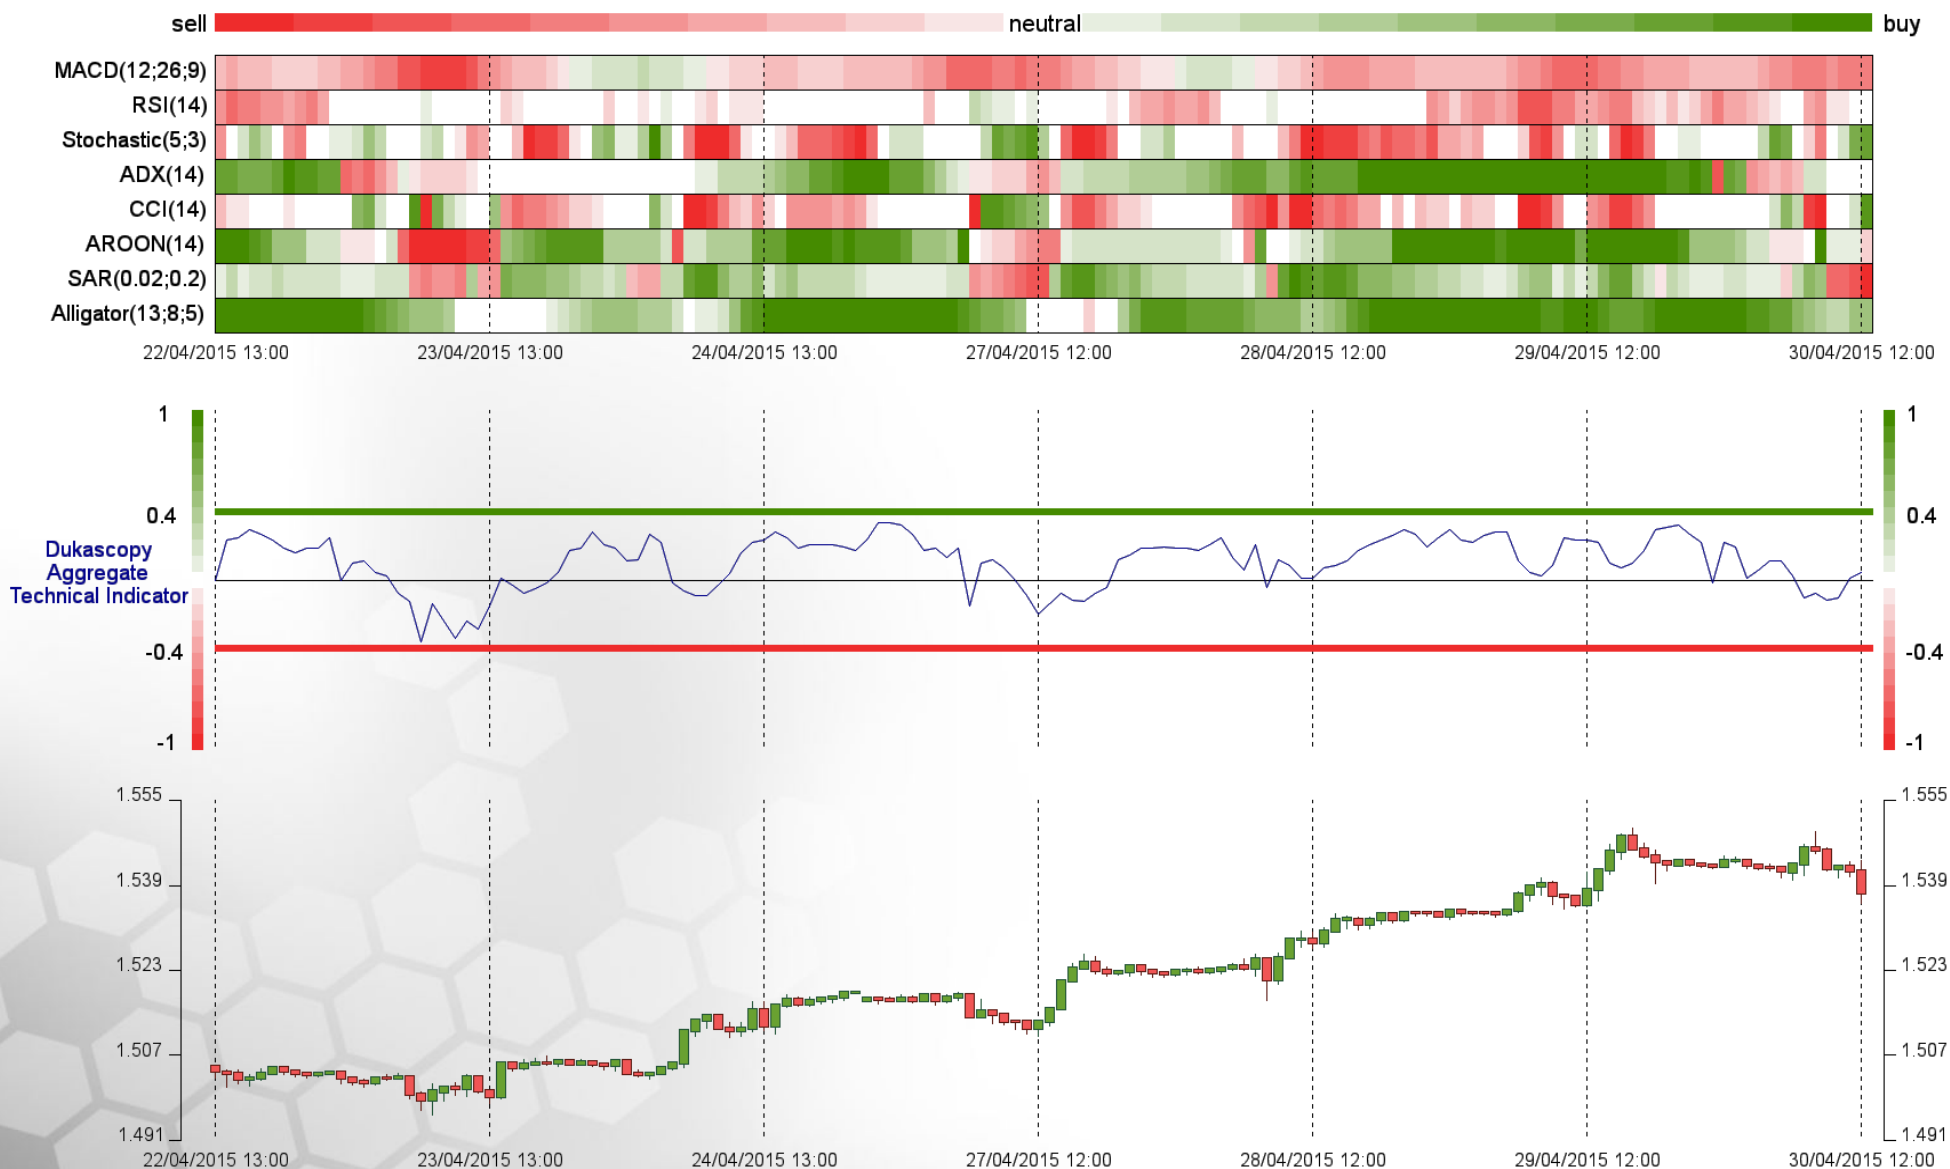 sell neutral buy
MACD(12;26;9)
RSI(14)
Stochastic(5;3)
ADX(14)
CCI(14)
AROON(14)
SAR(0.02;0.2)
Alligator(13;8;5)
22/04/2015 13:00 23/04/2015 13:00 24/04/2015 13:00 27/04/2015 12:00 28/04/2015 12:00 29/04/2015 12:00 30/04/2015 12:00
1 1
0.4 0.4
Dukascopy
Aggregate
Technical Indicator
-0.4 -0.4
-1 -1
1.555 1.555
1.539 1.539
1.523 1.523
1.507 1.507
1.491 1.491
22/04/2015 13:00 23/04/2015 13:00 24/04/2015 13:00 27/04/2015 12:00 28/04/2015 12:00 29/04/2015 12:00 30/04/2015 12:00